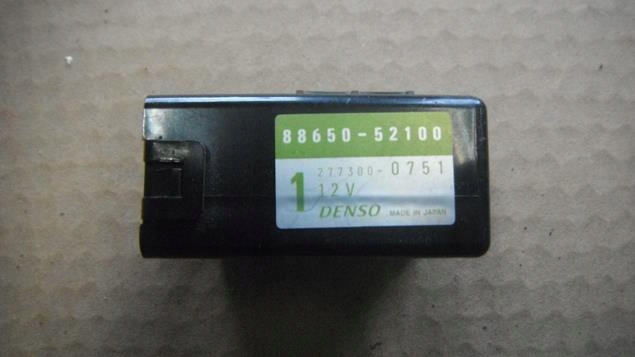 88650-52100
277300-0751
1 12V
DENSO MADE IN JAPAN